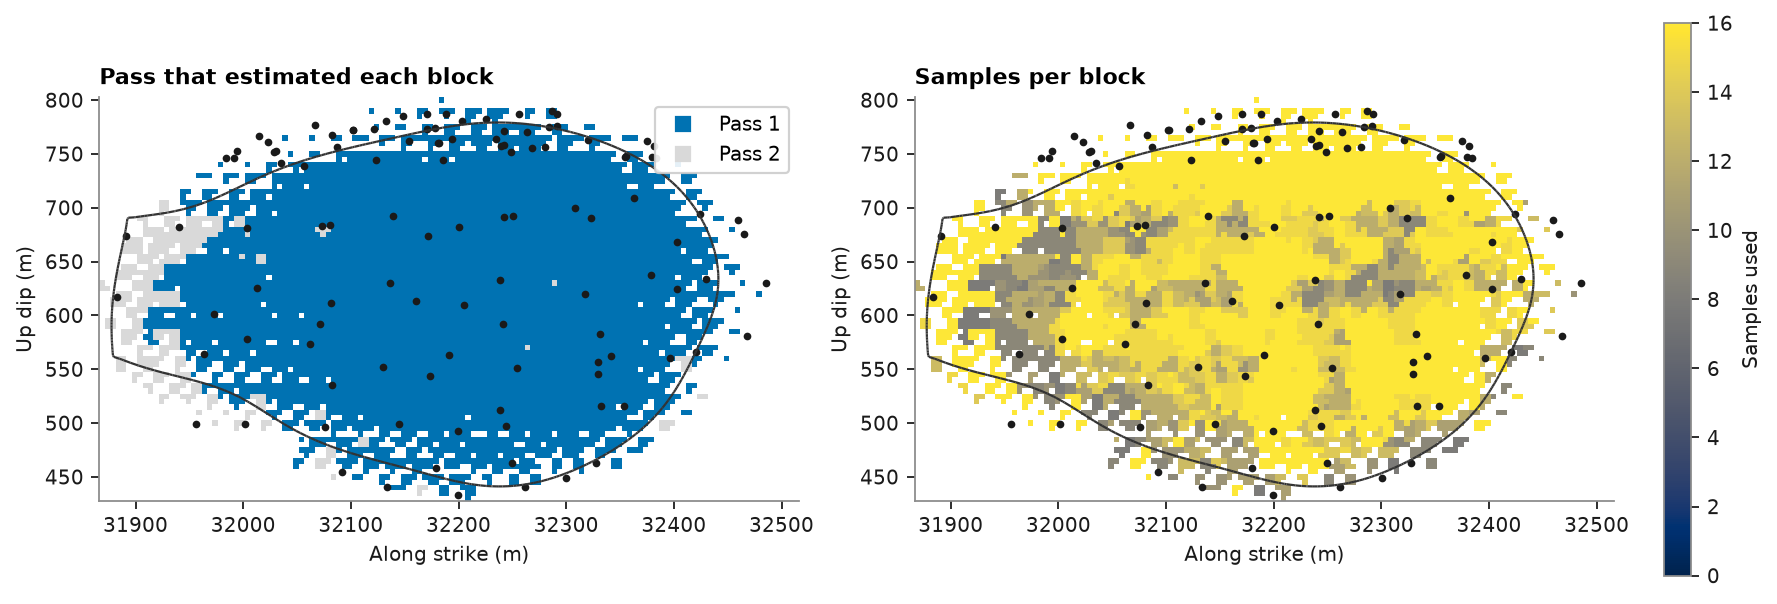 Pass that estimated each block
Pass 1
Pass 2
800
750
700
650
600
550
500
450
Up dip (m)
31900 32000 32100 32200 32300 32400 32500
Along strike (m)
Samples per block
800
750
700
650
600
550
500
450
Up dip (m)
31900 32000 32100 32200 32300 32400 32500
Along strike (m)
16
14
12
10
8
6
4
2
0
Samples used